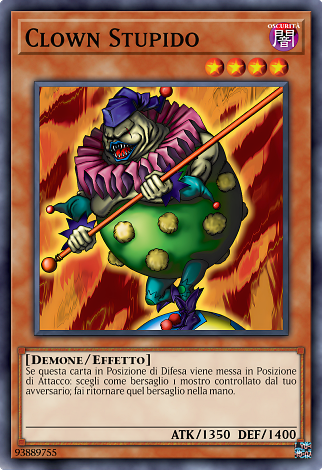 Clown Stupido
OSCURITÀ
闇
[Demone/Effetto]
Se questa carta in Posizione di Difesa viene messa in Posizione
di Attacco: scegli come bersaglio 1 mostro controllato dal tuo
avversario; fai ritornare quel bersaglio nella mano.
ATK/1350 DEF/1400
93889755